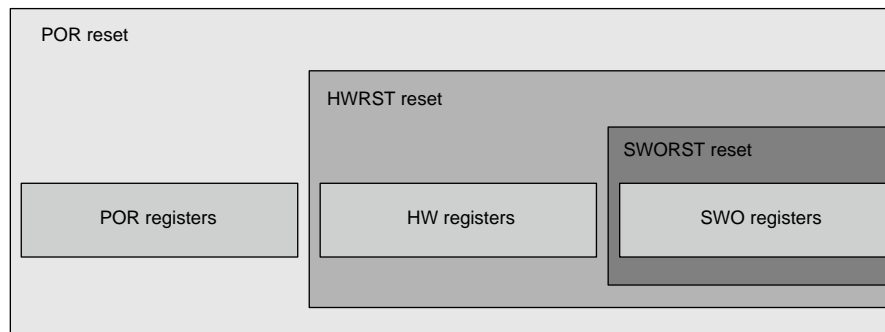 POR reset
HWRST reset
SWORST reset
POR registers
HW registers
SWO registers